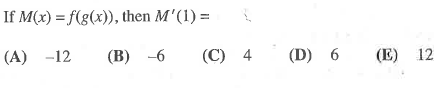 If M(x) = f(g(x)), then M'(1) =
(A) -12 (B) -6 (C) 4 (D) 6 (E) 12